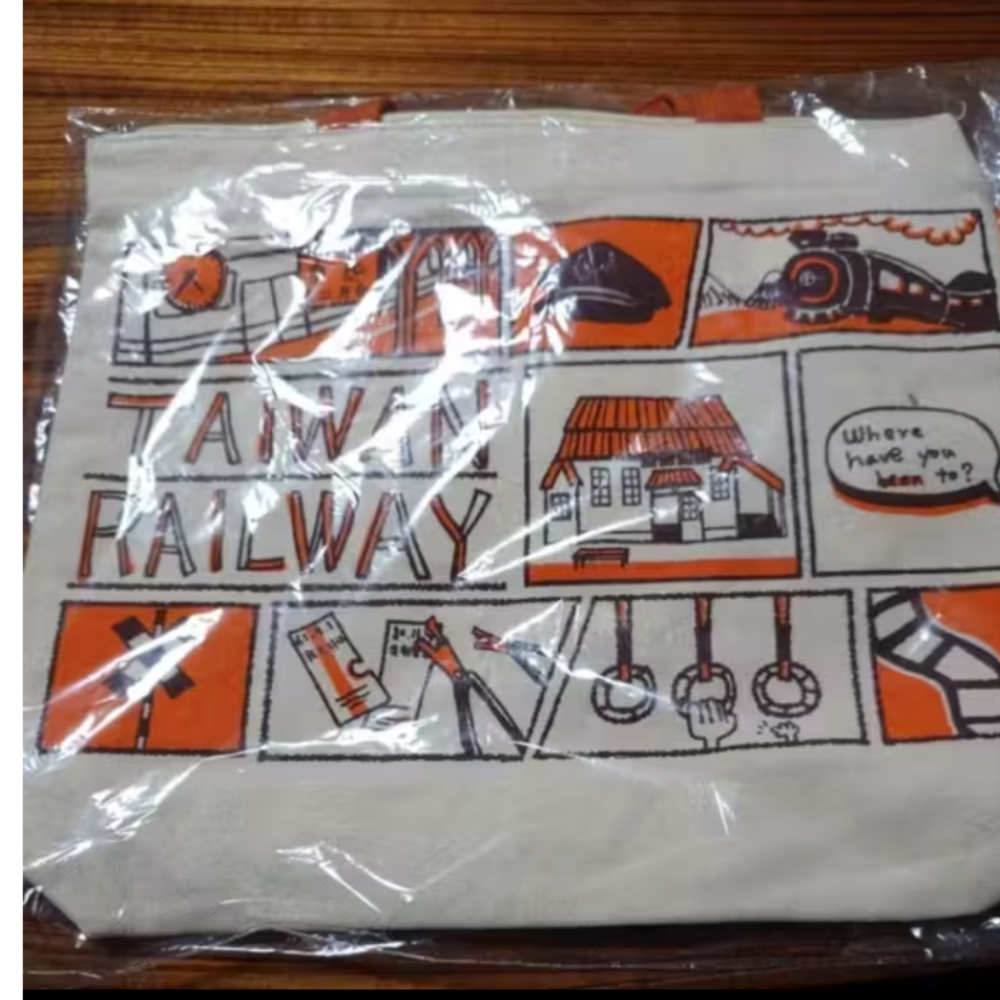 TAIWAN
RAILWAY
Where
have you
been to?